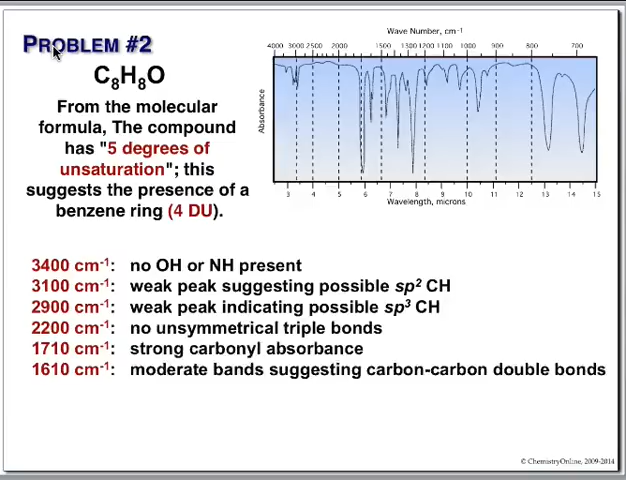 PROBLEM #2
C8H8O
From the molecular
formula, The compound
has "5 degrees of
unsaturation"; this
suggests the presence of a
benzene ring (4 DU).
Wave Number, cm-1
4000 3000 2500 2000 1500 1300 1200 1100 1000 900 800 700
Absorbance
3 4 5 6 7 8 9 10 11 12 13 14 15
Wavelength, microns
3400 cm-1: no OH or NH present
3100 cm-1: weak peak suggesting possible sp2 CH
2900 cm-1: weak peak indicating possible sp3 CH
2200 cm-1: no unsymmetrical triple bonds
1710 cm-1: strong carbonyl absorbance
1610 cm-1: moderate bands suggesting carbon-carbon double bonds
© ChemistryOnline, 2009-2014